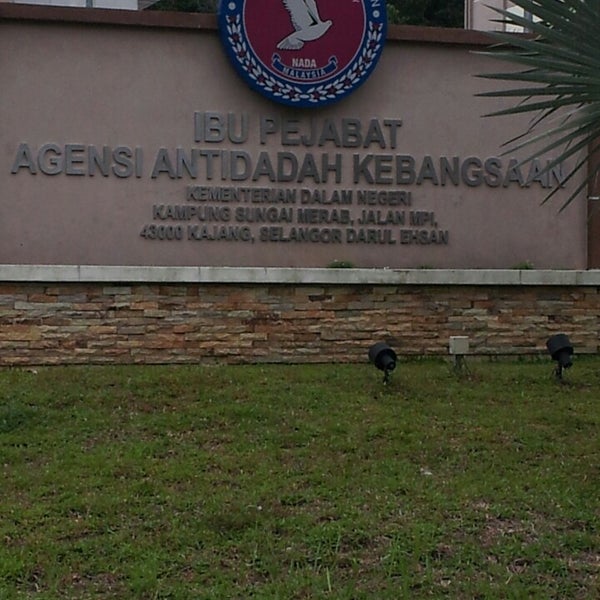 NADA
MALAYSIA
IBU PEJABAT
AGENSI ANTIDADAH KEBANGSAAN
KEMENTERIAN DALAM NEGERI
KAMPUNG SUNGAI MERAB, JALAN MPI,
43000 KAJANG, SELANGOR DARUL EHSAN